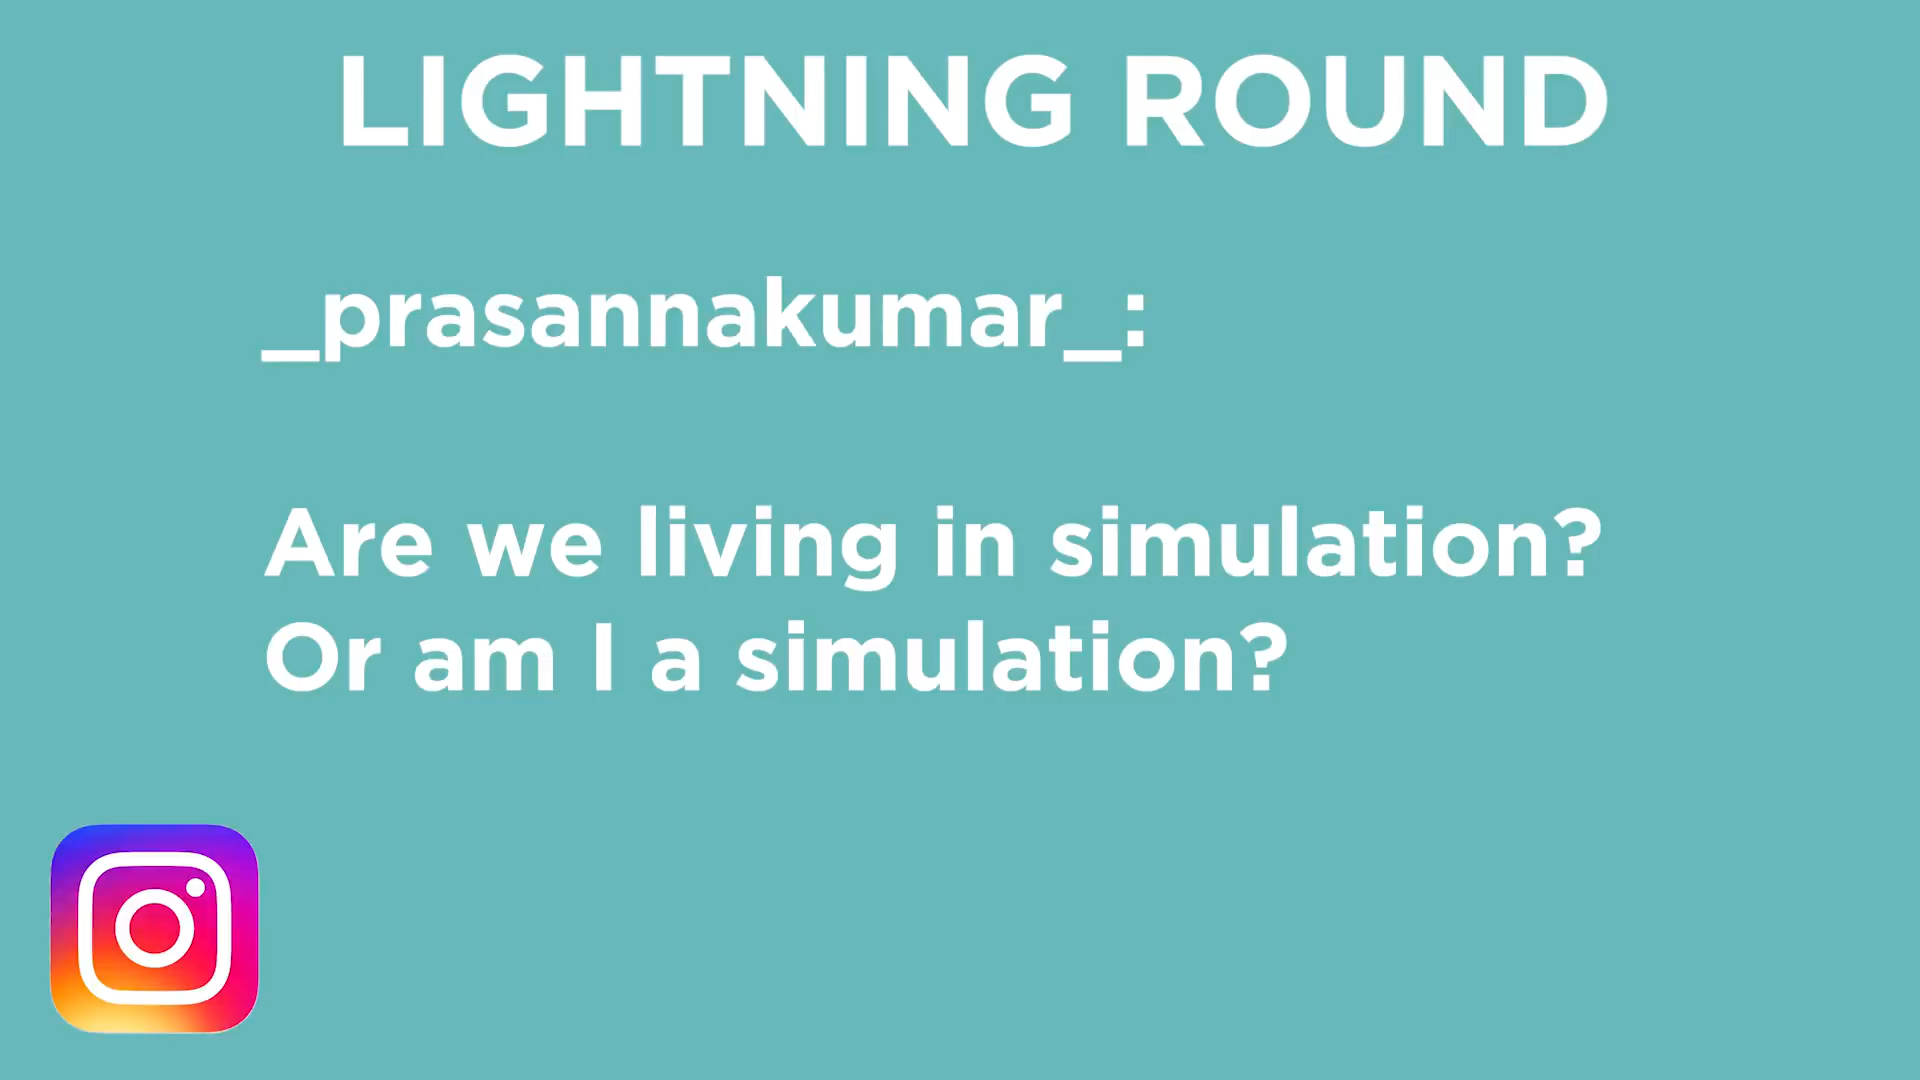 LIGHTNING ROUND
_prasannakumar_:
Are we living in simulation?
Or am I a simulation?